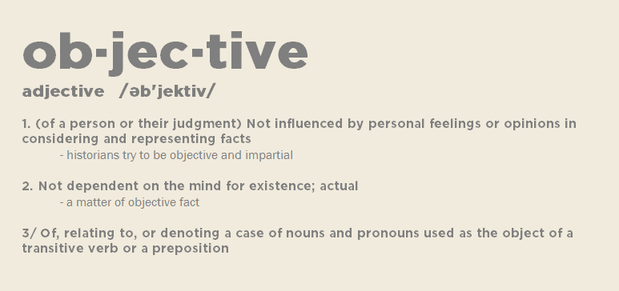 ob·jec·tive
adjective /əb'jektiv/
1. (of a person or their judgment) Not influenced by personal feelings or opinions in
considering and representing facts
- historians try to be objective and impartial
2. Not dependent on the mind for existence; actual
- a matter of objective fact
3/ Of, relating to, or denoting a case of nouns and pronouns used as the object of a
transitive verb or a preposition